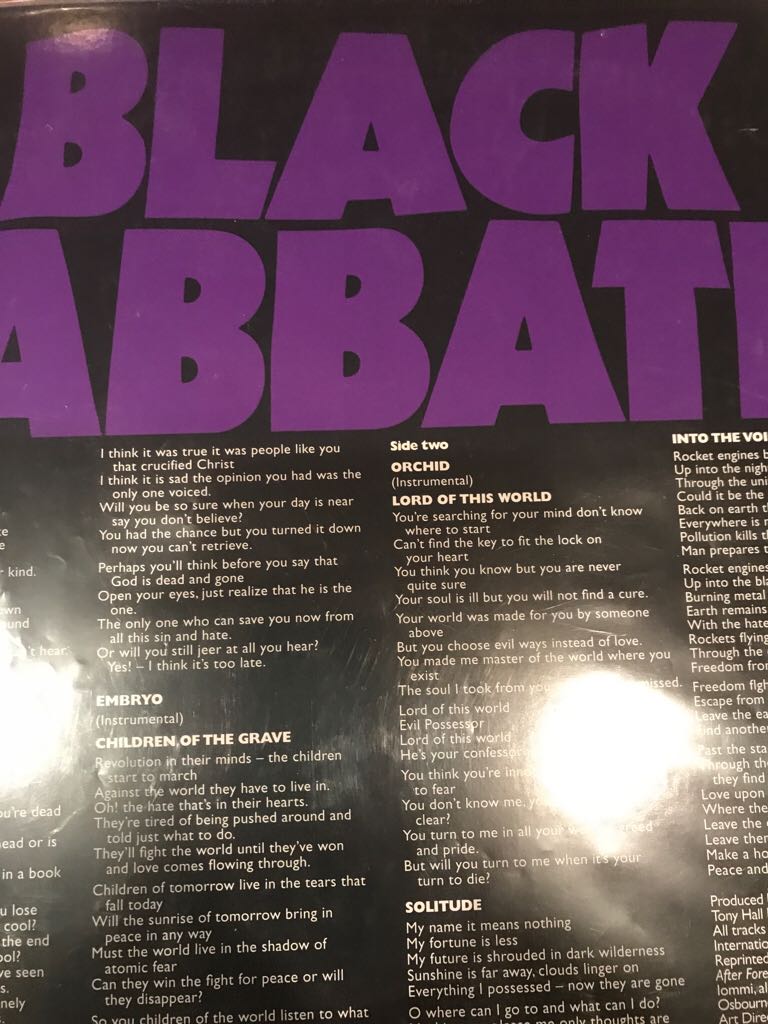 BLACK
ABBAT
I think it was true it was people like you
that crucified Christ
I think it is sad the opinion you had was the
only one voiced.
Will you be so sure when your day is near
say you don't believe?
You had the chance but you turned it down
now you can't retrieve.
Perhaps you'll think before you say that
God is dead and gone
Open your eyes, just realize that he is the
one.
The only one who can save you now from
all this sin and hate.
Or will you still jeer at all you hear?
Yes! – I think it's too late.
EMBRYO
(Instrumental)
CHILDREN OF THE GRAVE
Revolution in their minds – the children
start to march
Against the world they have to live in.
Oh! the hate that's in their hearts.
They're tired of being pushed around and
told just what to do.
They'll fight the world until they've won
and love comes flowing through.
Children of tomorrow live in the tears that
fall today
Will the sunrise of tomorrow bring in
peace in any way
Must the world live in the shadow of
atomic fear
Can they win the fight for peace or will
they disappear?
So you children of the world listen to what
Side two
ORCHID
(Instrumental)
LORD OF THIS WORLD
You're searching for your mind don't know
where to start
Can't find the key to fit the lock on
your heart
You think you know but you are never
quite sure
Your soul is ill but you will not find a cure.
Your world was made for you by someone
above
But you choose evil ways instead of love.
You made me master of the world where you
exist
The soul I took from you missed.
Lord of this world
Evil Possessor
Lord of this world
He's your confessor
You think you're
to fear
You don't know me,
clear?
You turn to me in all your greed
and pride.
But will you turn to me when it's your
turn to die?
SOLITUDE
My name it means nothing
My fortune is less
My future is shrouded in dark wilderness
Sunshine is far away, clouds linger on
Everything I possessed – now they are gone
O where can I go to and what can I do?
only thoughts are
INTO THE
Rocket engines
Up into the
Through the
Could it be the
Back on earth
Everywhere is
Pollution kills
Man prepares
Rocket engines
Up into the
Burning metal
Earth remains
With the hate
Rockets flying
Through the
Freedom
Freedom
Escape from
Leave the
another
Past the
Through the
they find
Love upon
Where the
Leave the
Leave
Make a
Peace and
Produced
Tony Hall
All tracks
Reprinted
After
Iommi,
Art
kind.
hear.
you're dead
or is
in a book
lose
cool?
the end
seen